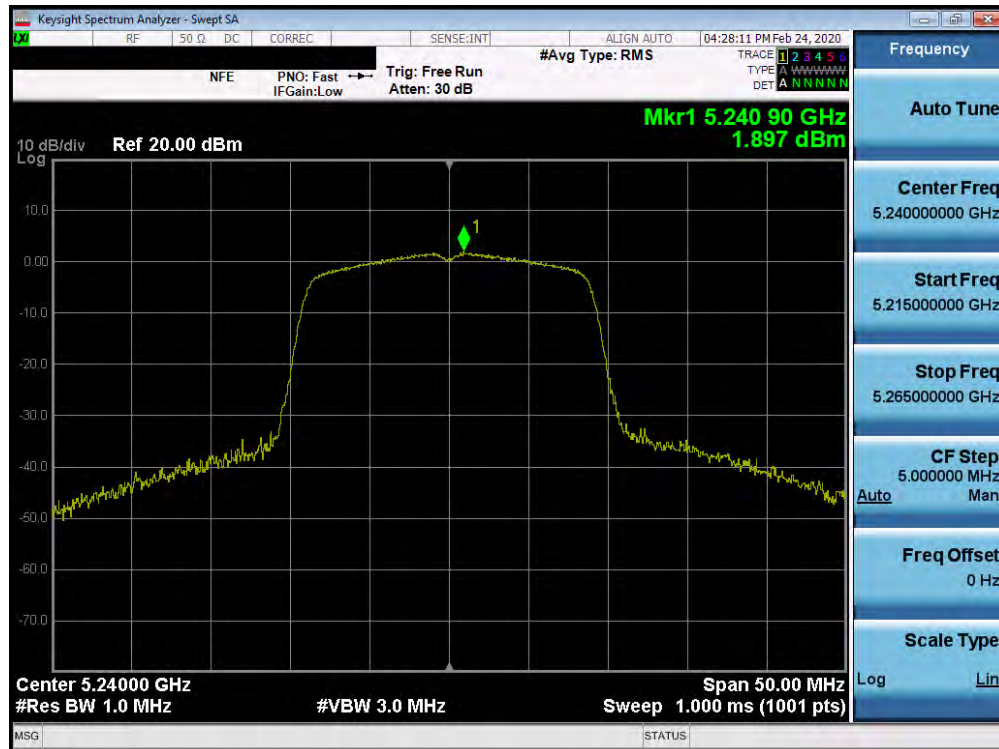 Keysight Spectrum Analyzer - Swept SA
LXI RF 50 Ω DC CORREC SENSE:INT ALIGN AUTO 04:28:11 PM Feb 24, 2020
NFE PNO: Fast Trig: Free Run #Avg Type: RMS TRACE 1 2 3 4 5 6
IFGain:Low Atten: 30 dB TYPE A WWWWW
DET A N N N N N
Mkr1 5.240 90 GHz
1.897 dBm
10 dB/div Ref 20.00 dBm
Log
1
10.0
0.00
-10.0
-20.0
-30.0
-40.0
-50.0
-60.0
-70.0
Center 5.24000 GHz Span 50.00 MHz
#Res BW 1.0 MHz #VBW 3.0 MHz Sweep 1.000 ms (1001 pts)
MSG STATUS
Frequency
Auto Tune
Center Freq
5.240000000 GHz
Start Freq
5.215000000 GHz
Stop Freq
5.265000000 GHz
CF Step
5.000000 MHz
Auto Man
Freq Offset
0 Hz
Scale Type
Log Lin